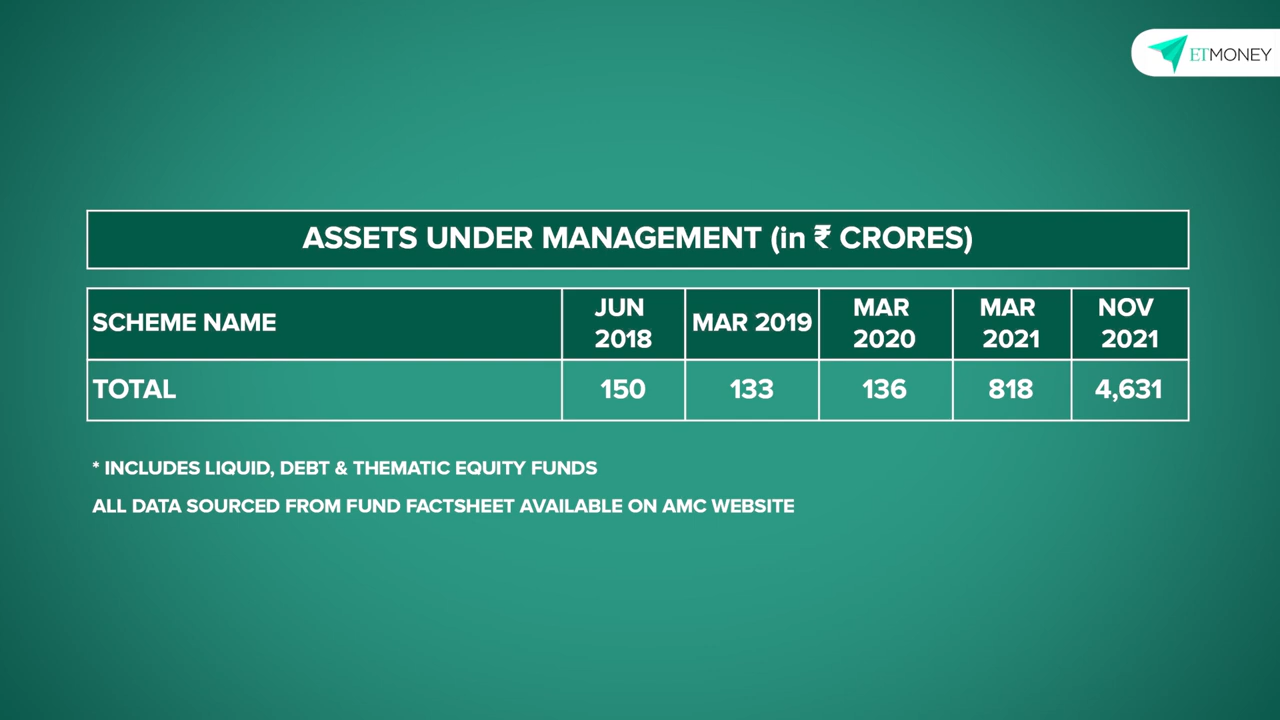 ETMONEY
ASSETS UNDER MANAGEMENT (in ₹ CRORES)
SCHEME NAME
JUN
2018
MAR 2019
MAR
2020
MAR
2021
NOV
2021
TOTAL
150
133
136
818
4,631
* INCLUDES LIQUID, DEBT & THEMATIC EQUITY FUNDS
ALL DATA SOURCED FROM FUND FACTSHEET AVAILABLE ON AMC WEBSITE